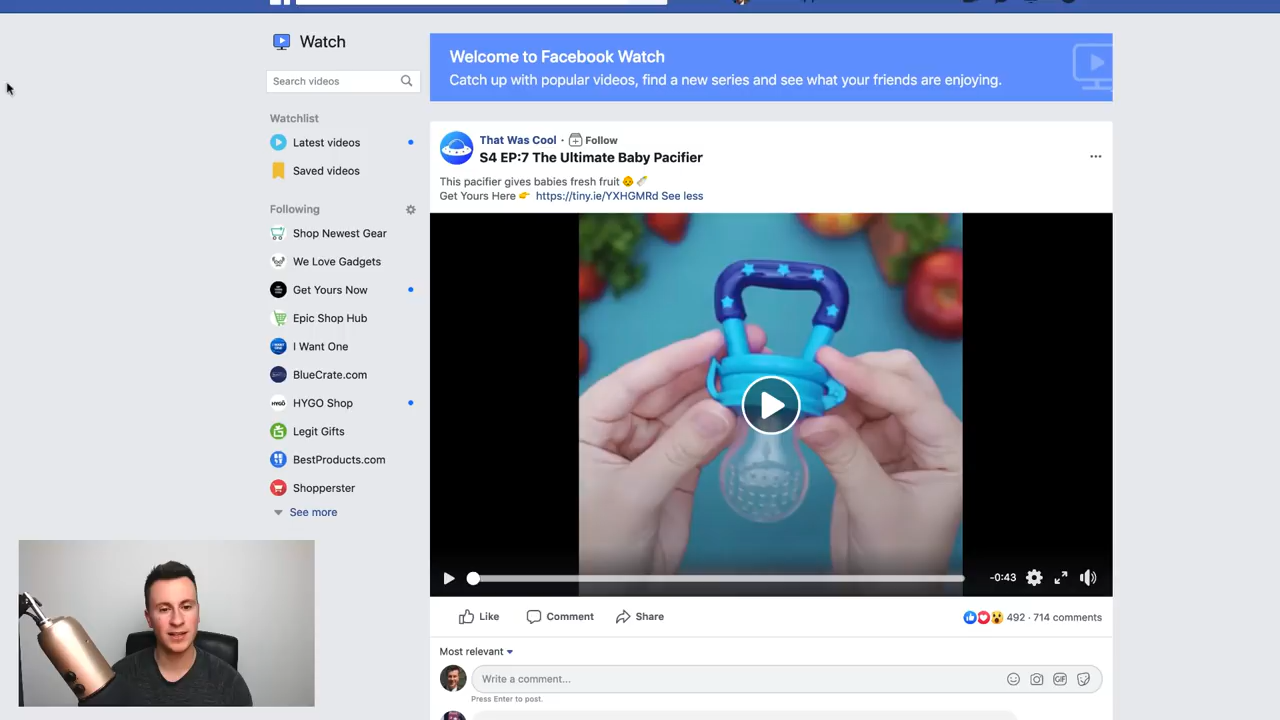 Watch
Search videos
Watchlist
Latest videos
Saved videos
Following
Shop Newest Gear
We Love Gadgets
Get Yours Now
Epic Shop Hub
I Want One
BlueCrate.com
HYGO Shop
Legit Gifts
BestProducts.com
Shopperster
See more
Welcome to Facebook Watch
Catch up with popular videos, find a new series and see what your friends are enjoying.
That Was Cool · Follow
S4 EP:7 The Ultimate Baby Pacifier
This pacifier gives babies fresh fruit 👶 🍼
Get Yours Here 👉 https://tiny.ie/YXHGMRd See less
-0:43
Like Comment Share 492 · 714 comments
Most relevant
Write a comment...
GIF
Press Enter to post.